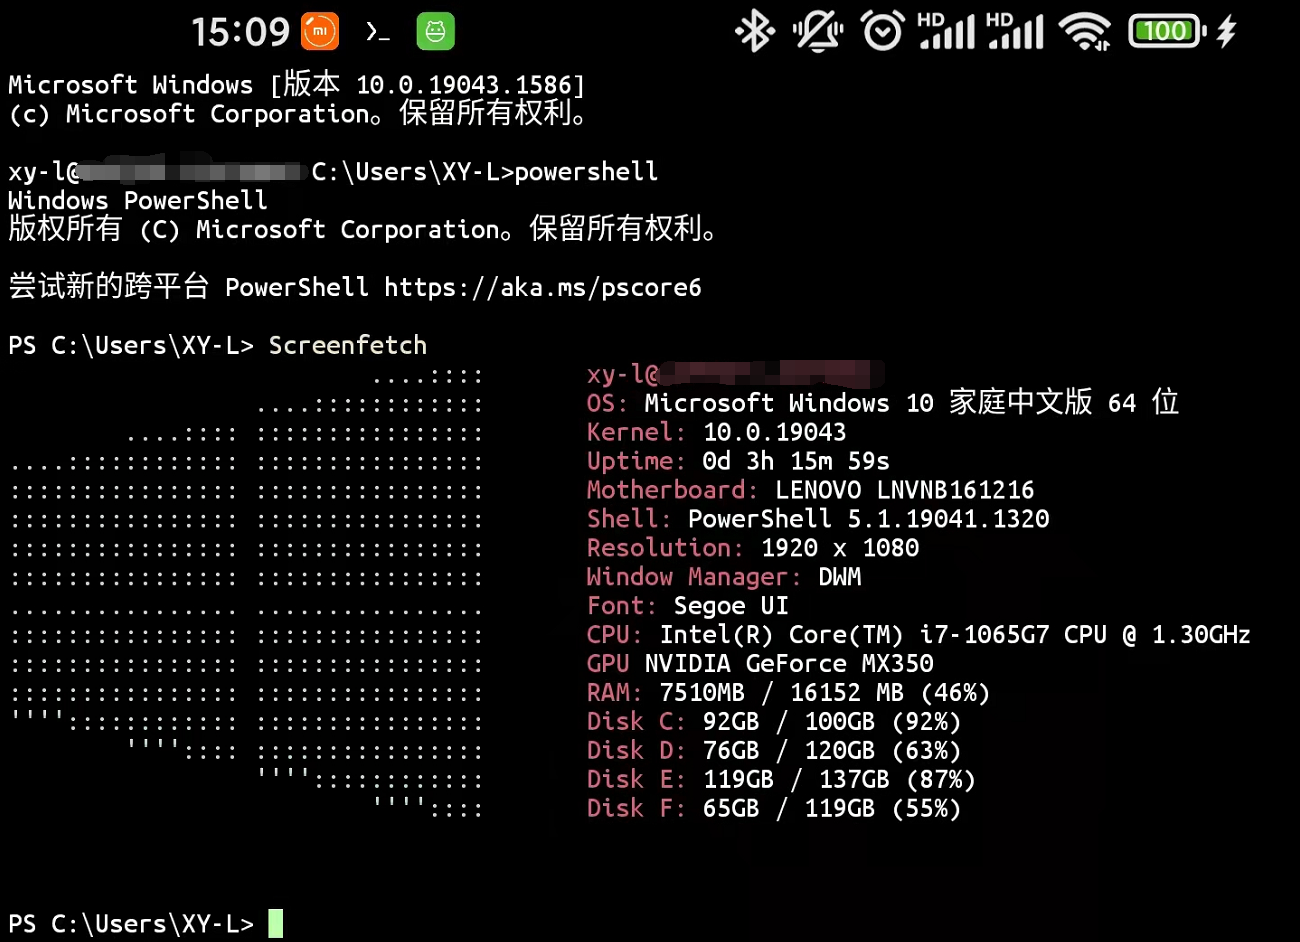 15:09 mi >_ HD HD 100
Microsoft Windows [版本 10.0.19043.1586]
(c) Microsoft Corporation。保留所有权利。
xy-l@ C:\Users\XY-L>powershell
Windows PowerShell
版权所有 (C) Microsoft Corporation。保留所有权利。
尝试新的跨平台 PowerShell https://aka.ms/pscore6
PS C:\Users\XY-L> Screenfetch
xy-l@
OS: Microsoft Windows 10 家庭中文版 64 位
Kernel: 10.0.19043
Uptime: 0d 3h 15m 59s
Motherboard: LENOVO LNVNB161216
Shell: PowerShell 5.1.19041.1320
Resolution: 1920 x 1080
Window Manager: DWM
Font: Segoe UI
CPU: Intel(R) Core(TM) i7-1065G7 CPU @ 1.30GHz
GPU NVIDIA GeForce MX350
RAM: 7510MB / 16152 MB (46%)
Disk C: 92GB / 100GB (92%)
Disk D: 76GB / 120GB (63%)
Disk E: 119GB / 137GB (87%)
Disk F: 65GB / 119GB (55%)
PS C:\Users\XY-L>